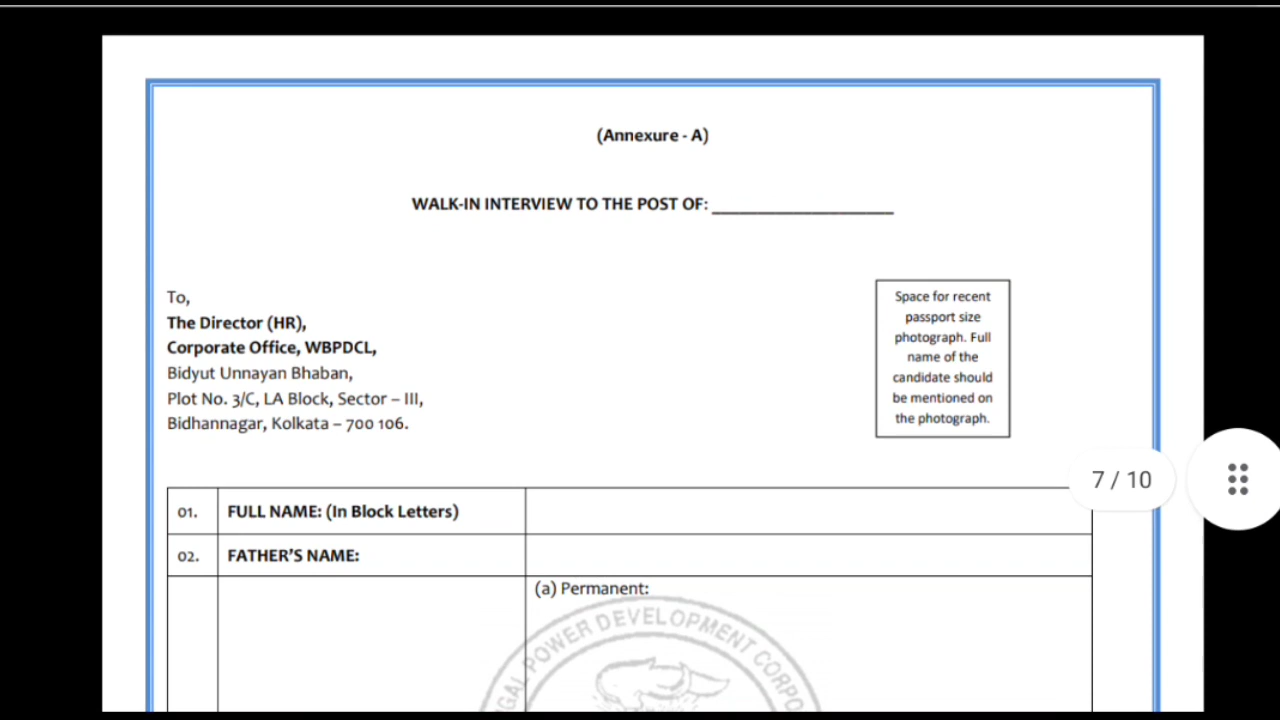 (Annexure - A)
WALK-IN INTERVIEW TO THE POST OF: ____________________
To,
The Director (HR),
Corporate Office, WBPDCL,
Bidyut Unnayan Bhaban,
Plot No. 3/C, LA Block, Sector – III,
Bidhannagar, Kolkata – 700 106.
Space for recent
passport size
photograph. Full
name of the
candidate should
be mentioned on
the photograph.
7 / 10
01. FULL NAME: (In Block Letters)
02. FATHER'S NAME:
(a) Permanent:
POWER DEVELOPMENT